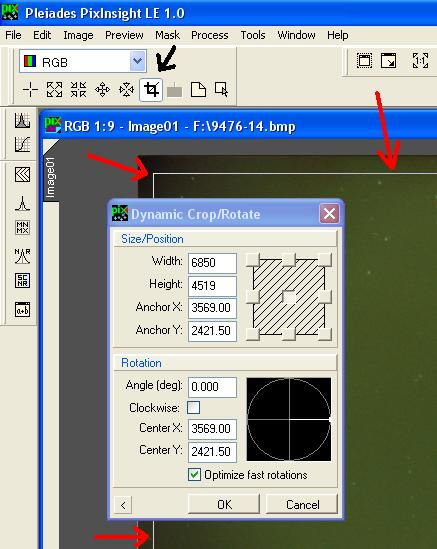 Pleiades PixInsight LE 1.0
File Edit Image Preview Mask Process Tools Window
RGB
RGB 1:9 - Image01 - F:\9476-14.bmp
Image01
Dynamic Crop/Rotate
Size/Position
Width: 6850
Height: 4519
Anchor X: 3569.00
Anchor Y: 2421.50
Rotation
Angle (deg): 0.000
Clockwise:
Center X: 3569.00
Center Y: 2421.50
Optimize fast rotations
< OK Cancel